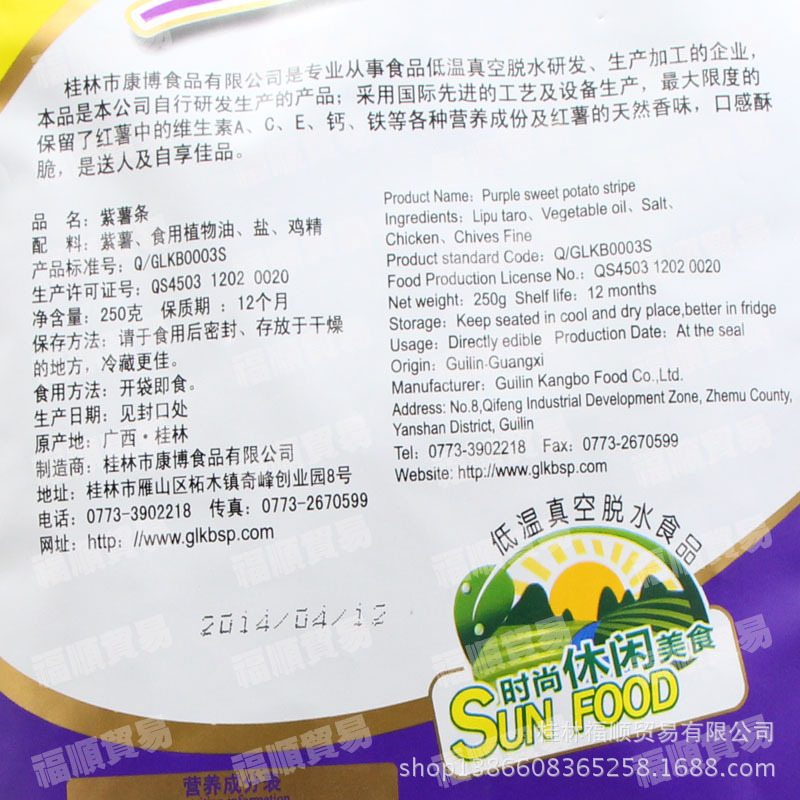 桂林市康博食品有限公司是专业从事食品低温真空脱水研发、生产加工的企业,
本品是本公司自行研发生产的产品；采用国际先进的工艺及设备生产，最大限度的
保留了红薯中的维生素A、C、E、钙、铁等各种营养成份及红薯的天然香味，口感酥
脆，是送人及自享佳品。
品 名：紫薯条
配 料：紫薯、食用植物油、盐、鸡精
产品标准号：Q/GLKB0003S
生产许可证号：QS4503 1202 0020
净含量：250克 保质期：12个月
保存方法：请于食用后密封、存放于干燥
的地方，冷藏更佳。
食用方法：开袋即食。
生产日期：见封口处
原产地：广西·桂林
制造商：桂林市康博食品有限公司
地址：桂林市雁山区柘木镇奇峰创业园8号
电话：0773-3902218 传真：0773-2670599
网址：http：//www.glkbsp.com
Product Name：Purple sweet potato stripe
Ingredients：Lipu taro、Vegetable oil、Salt、
Chicken、Chives Fine
Product standard Code：Q/GLKB0003S
Food Production License No.：QS4503 1202 0020
Net weight：250g Shelf life：12 months
Storage：Keep seated in cool and dry place,better in fridge
Usage：Directly edible Production Date：At the seal
Origin：Guilin·Guangxi
Manufacturer：Guilin Kangbo Food Co.,Ltd.
Address: No.8,Qifeng Industrial Development Zone, Zhemu County,
Yanshan District, Guilin
Tel：0773-3902218 Fax：0773-2670599
Website: http://www.glkbsp.com
2014/04/12
低温真空脱水食品
时尚休闲美食
SUN FOOD
营养成分表
桂林福顺贸易有限公司
shop1386608365258.1688.com
福順貿易